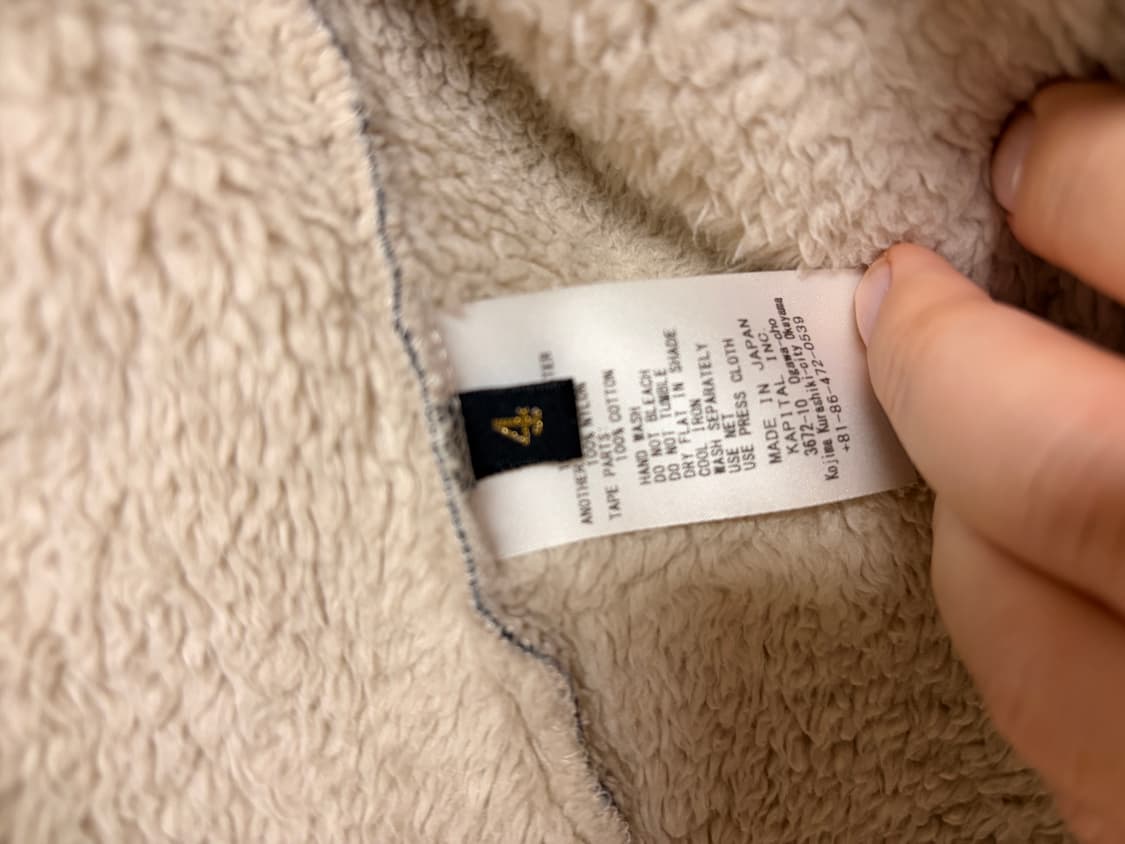 4
ANOTHER
100% NYLON
TAPE PARTS
100% COTTON
HAND WASH
DO NOT BLEACH
DO NOT TUMBLE
DRY FLAT IN SHADE
COOL IRON
WASH SEPARATELY
USE NET
USE PRESS CLOTH
MADE IN JAPAN
KAPITAL INC.
3672-10 Ogawa-cho
Kojima Kurashiki-city Okayama
+81-86-472-0539